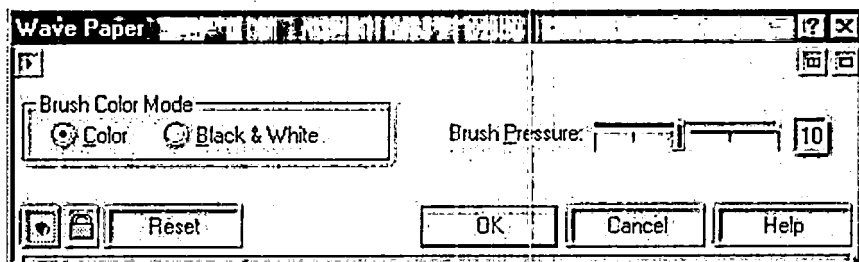 Wave Paper
Brush Color Mode
Color Black & White
Brush Pressure: 10
Reset OK Cancel Help